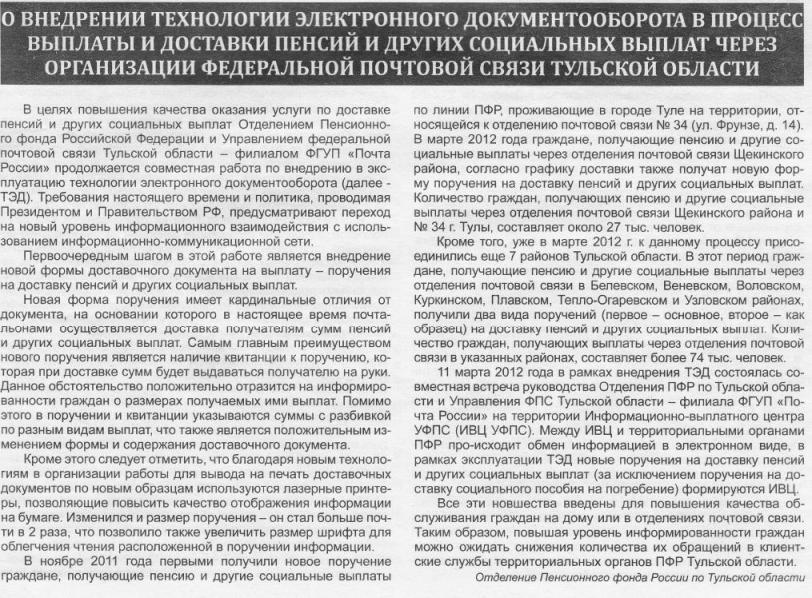 О ВНЕДРЕНИИ ТЕХНОЛОГИИ ЭЛЕКТРОННОГО ДОКУМЕНТООБОРОТА В ПРОЦЕСС
ВЫПЛАТЫ И ДОСТАВКИ ПЕНСИЙ И ДРУГИХ СОЦИАЛЬНЫХ ВЫПЛАТ ЧЕРЕЗ
ОРГАНИЗАЦИИ ФЕДЕРАЛЬНОЙ ПОЧТОВОЙ СВЯЗИ ТУЛЬСКОЙ ОБЛАСТИ
В целях повышения качества оказания услуги по доставке
пенсий и других социальных выплат Отделением Пенсионно-
го фонда Российской Федерации и Управлением федеральной
почтовой связи Тульской области – филиалом ФГУП «Почта
России» продолжается совместная работа по внедрению в экс-
плуатацию технологии электронного документооборота (далее -
ТЭД). Требования настоящего времени и политика, проводимая
Президентом и Правительством РФ, предусматривают переход
на новый уровень информационного взаимодействия с исполь-
зованием информационно-коммуникационной сети.
Первоочередным шагом в этой работе является внедрение
новой формы доставочного документа на выплату – поручения
на доставку пенсий и других социальных выплат.
Новая форма поручения имеет кардинальные отличия от
документа, на основании которого в настоящее время почта-
льонами осуществляется доставка получателям сумм пенсий
и других социальных выплат. Самым главным преимуществом
нового поручения является наличие квитанции к поручению, ко-
торая при доставке сумм будет выдаваться получателю на руки.
Данное обстоятельство положительно отразится на информиро-
ванности граждан о размерах получаемых ими выплат. Помимо
этого в поручении и квитанции указываются суммы с разбивкой
по разным видам выплат, что также является положительным из-
менением формы и содержания доставочного документа.
Кроме этого следует отметить, что благодаря новым техноло-
гиям в организации работы для вывода на печать доставочных
документов по новым образцам используются лазерные принте-
ры, позволяющие повысить качество отображения информации
на бумаге. Изменился и размер поручения – он стал больше поч-
ти в 2 раза, что позволило также увеличить размер шрифта для
облегчения чтения расположенной в поручении информации.
В ноябре 2011 года первыми получили новое поручение
граждане, получающие пенсию и другие социальные выплаты
по линии ПФР, проживающие в городе Туле на территории, от-
носящейся к отделению почтовой связи № 34 (ул. Фрунзе, д. 14).
В марте 2012 года граждане, получающие пенсию и другие со-
циальные выплаты через отделения почтовой связи Щекинского
района, согласно графику доставки также получат новую фор-
му поручения на доставку пенсий и других социальных выплат.
Количество граждан, получающих пенсию и другие социальные
выплаты через отделения почтовой связи Щекинского района и
№ 34 г. Тулы, составляет около 27 тыс. человек.
Кроме того, уже в марте 2012 г. к данному процессу присо-
единились еще 7 районов Тульской области. В этот период граж-
дане, получающие пенсию и другие социальные выплаты через
отделения почтовой связи в Белевском, Веневском, Воловском,
Куркинском, Плавском, Тепло-Огаревском и Узловском районах,
получили два вида поручений (первое – основное, второе – как
образец) на доставку пенсий и других социальных выплат. Коли-
чество граждан, получающих выплаты через отделения почтовой
связи в указанных районах, составляет более 74 тыс. человек.
11 марта 2012 года в рамках внедрения ТЭД состоялась со-
вместная встреча руководства Отделения ПФР по Тульской обла-
сти и Управления ФПС Тульской области – филиала ФГУП «По-
чта России» на территории Информационно-выплатного центра
УФПС (ИВЦ УФПС). Между ИВЦ и территориальными органами
ПФР про-исходит обмен информацией в электронном виде, в
рамках эксплуатации ТЭД новые поручения на доставку пенсий
и других социальных выплат (за исключением поручения на до-
ставку социального пособия на погребение) формируются ИВЦ.
Все эти новшества введены для повышения качества об-
служивания граждан на дому или в отделениях почтовой связи.
Таким образом, повышая уровень информированности граждан
можно ожидать снижения количества их обращений в клиент-
ские службы территориальных органов ПФР Тульской области.
Отделение Пенсионного фонда России по Тульской области